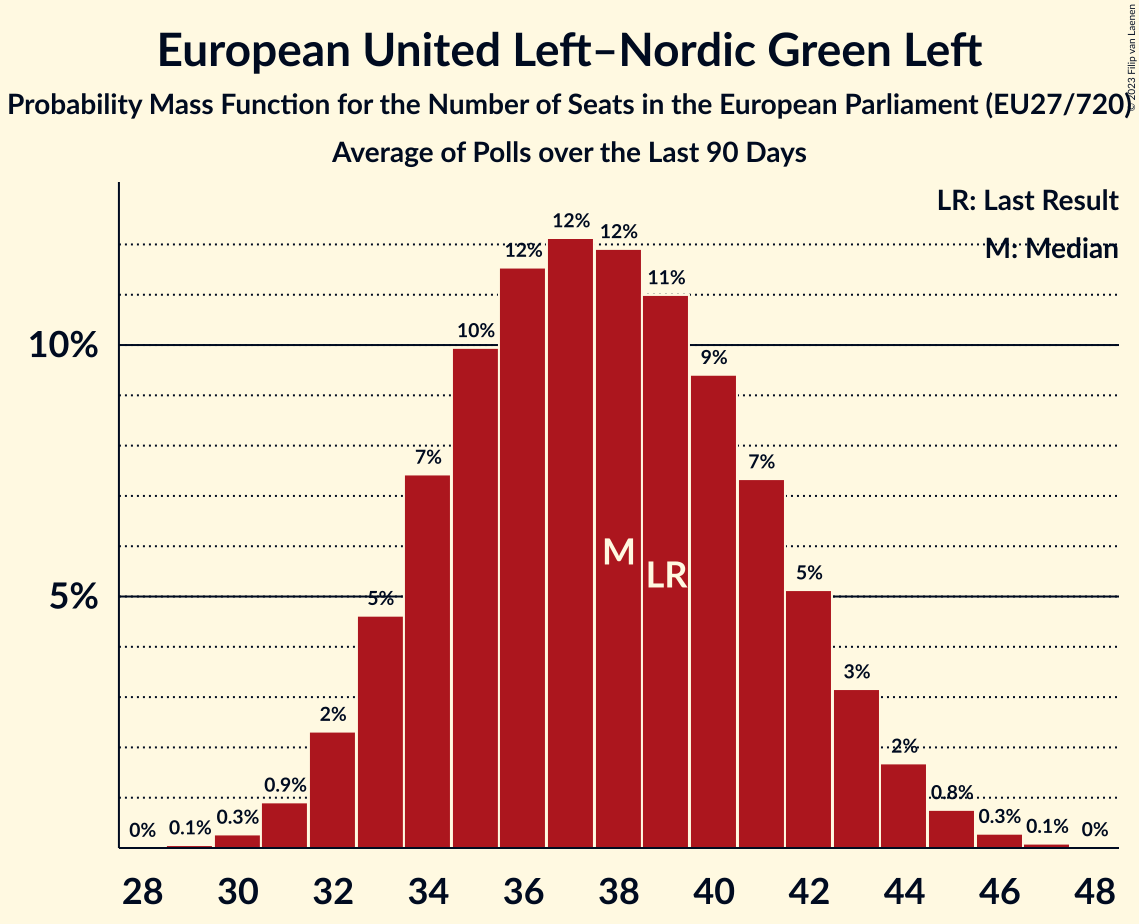 European United Left–Nordic Green Left
Probability Mass Function for the Number of Seats in the European Parliament (EU27/720)
Average of Polls over the Last 90 Days
© 2023 Filip van Laenen
LR: Last Result
M: Median
10%
5%
0%
0.1%
0.3%
0.9%
2%
5%
7%
10%
12%
12%
12%
11%
9%
7%
5%
3%
2%
0.8%
0.3%
0.1%
0%
M
LR
28 30 32 34 36 38 40 42 44 46 48